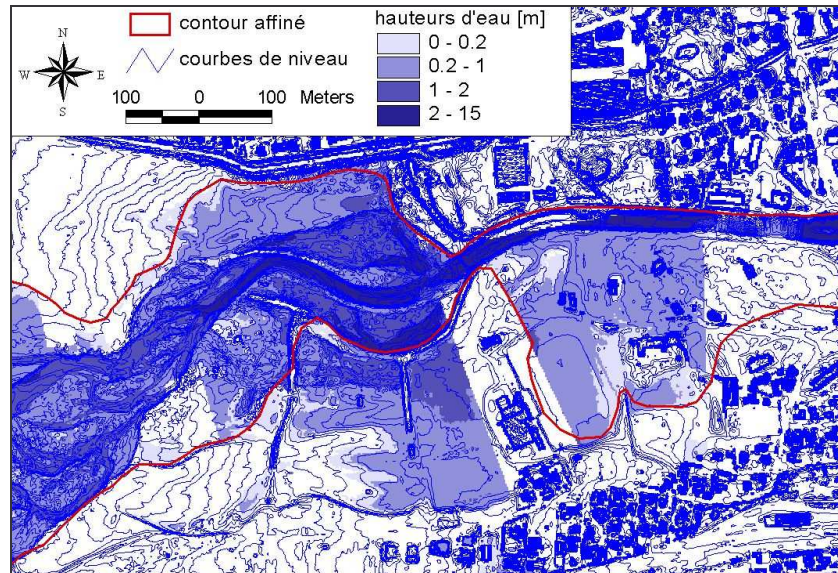 contour affiné
courbes de niveau
N
W E
S
100 0 100 Meters
hauteurs d'eau [m]
0 - 0.2
0.2 - 1
1 - 2
2 - 15